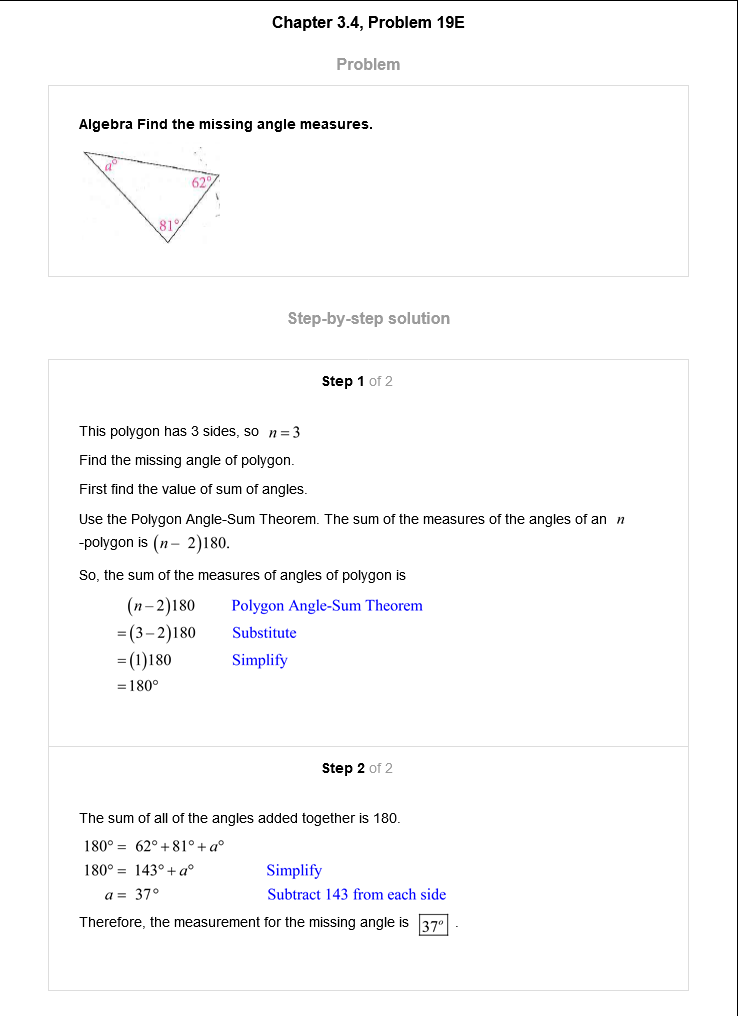 Chapter 3.4, Problem 19E
Problem
Algebra Find the missing angle measures.
a°
62°
81°
Step-by-step solution
Step 1 of 2
This polygon has 3 sides, so n = 3
Find the missing angle of polygon.
First find the value of sum of angles.
Use the Polygon Angle-Sum Theorem. The sum of the measures of the angles of an n
-polygon is (n − 2)180.
So, the sum of the measures of angles of polygon is
(n − 2)180 Polygon Angle-Sum Theorem
= (3 − 2)180 Substitute
= (1)180 Simplify
= 180°
Step 2 of 2
The sum of all of the angles added together is 180.
180° = 62° + 81° + a°
180° = 143° + a° Simplify
a = 37° Subtract 143 from each side
Therefore, the measurement for the missing angle is 37° .